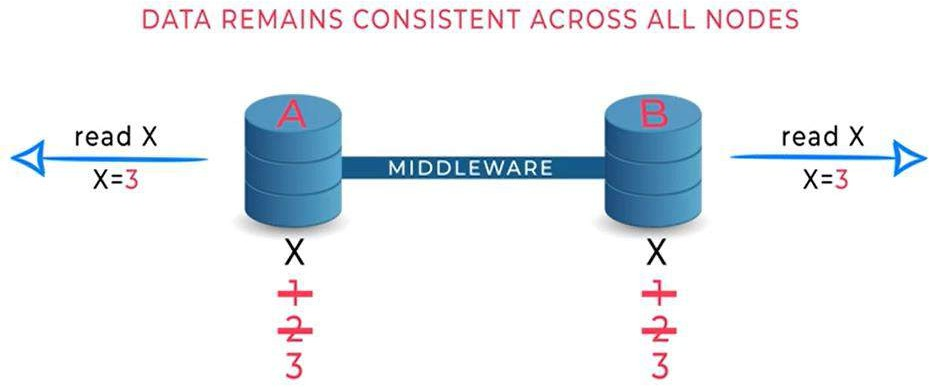 DATA REMAINS CONSISTENT ACROSS ALL NODES
A
B
read X
X=3
MIDDLEWARE
read X
X=3
X
1
2
3
X
1
2
3